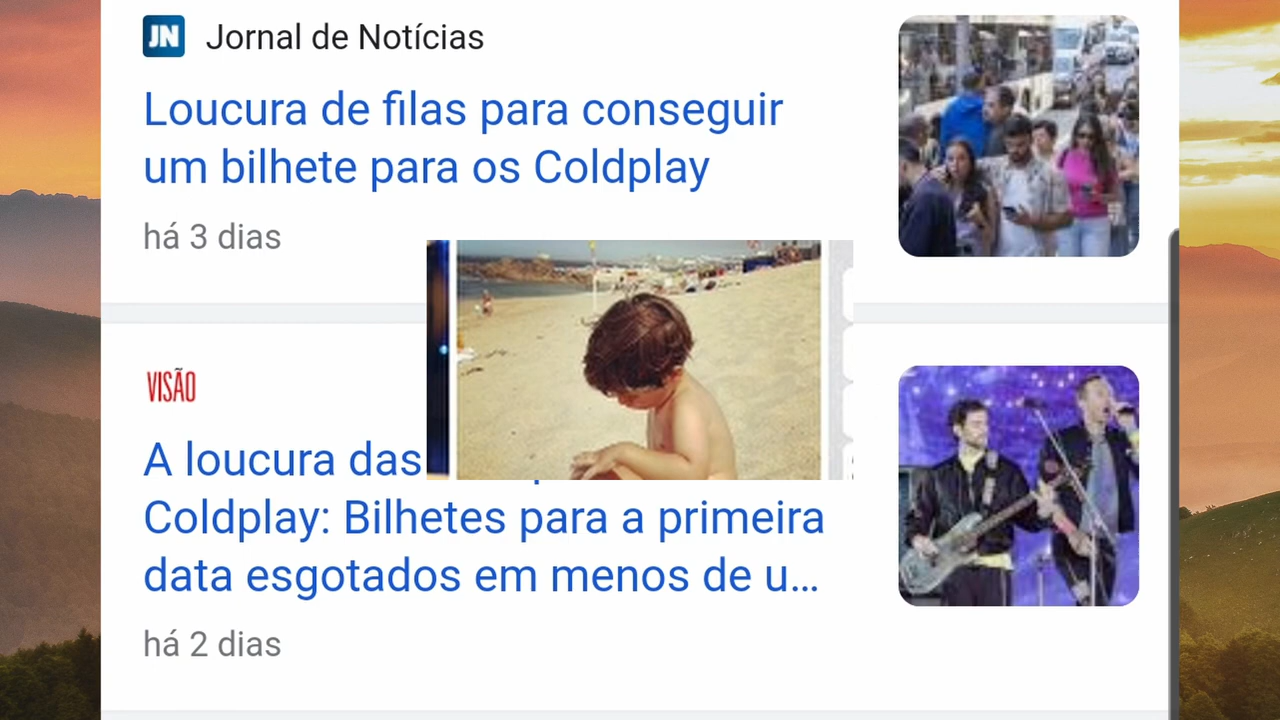 JN Jornal de Notícias
Loucura de filas para conseguir
um bilhete para os Coldplay
há 3 dias
VISÃO
A loucura das
Coldplay: Bilhetes para a primeira
data esgotados em menos de u...
há 2 dias